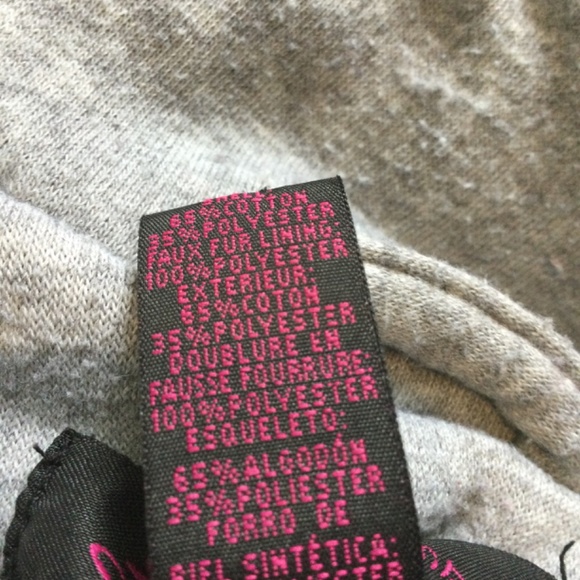 65%COTTON
35%POLYESTER
FAUX FUR LINING:
100%POLYESTER
EXTERIEUR:
65%COTON
35%POLYESTER
DOUBLURE EN
FAUSSE FOURRURE:
100%POLYESTER
ESQUELETO:
65%ALGODÓN
35%POLIESTER
FORRO DE
PIEL SINTÉTICA: